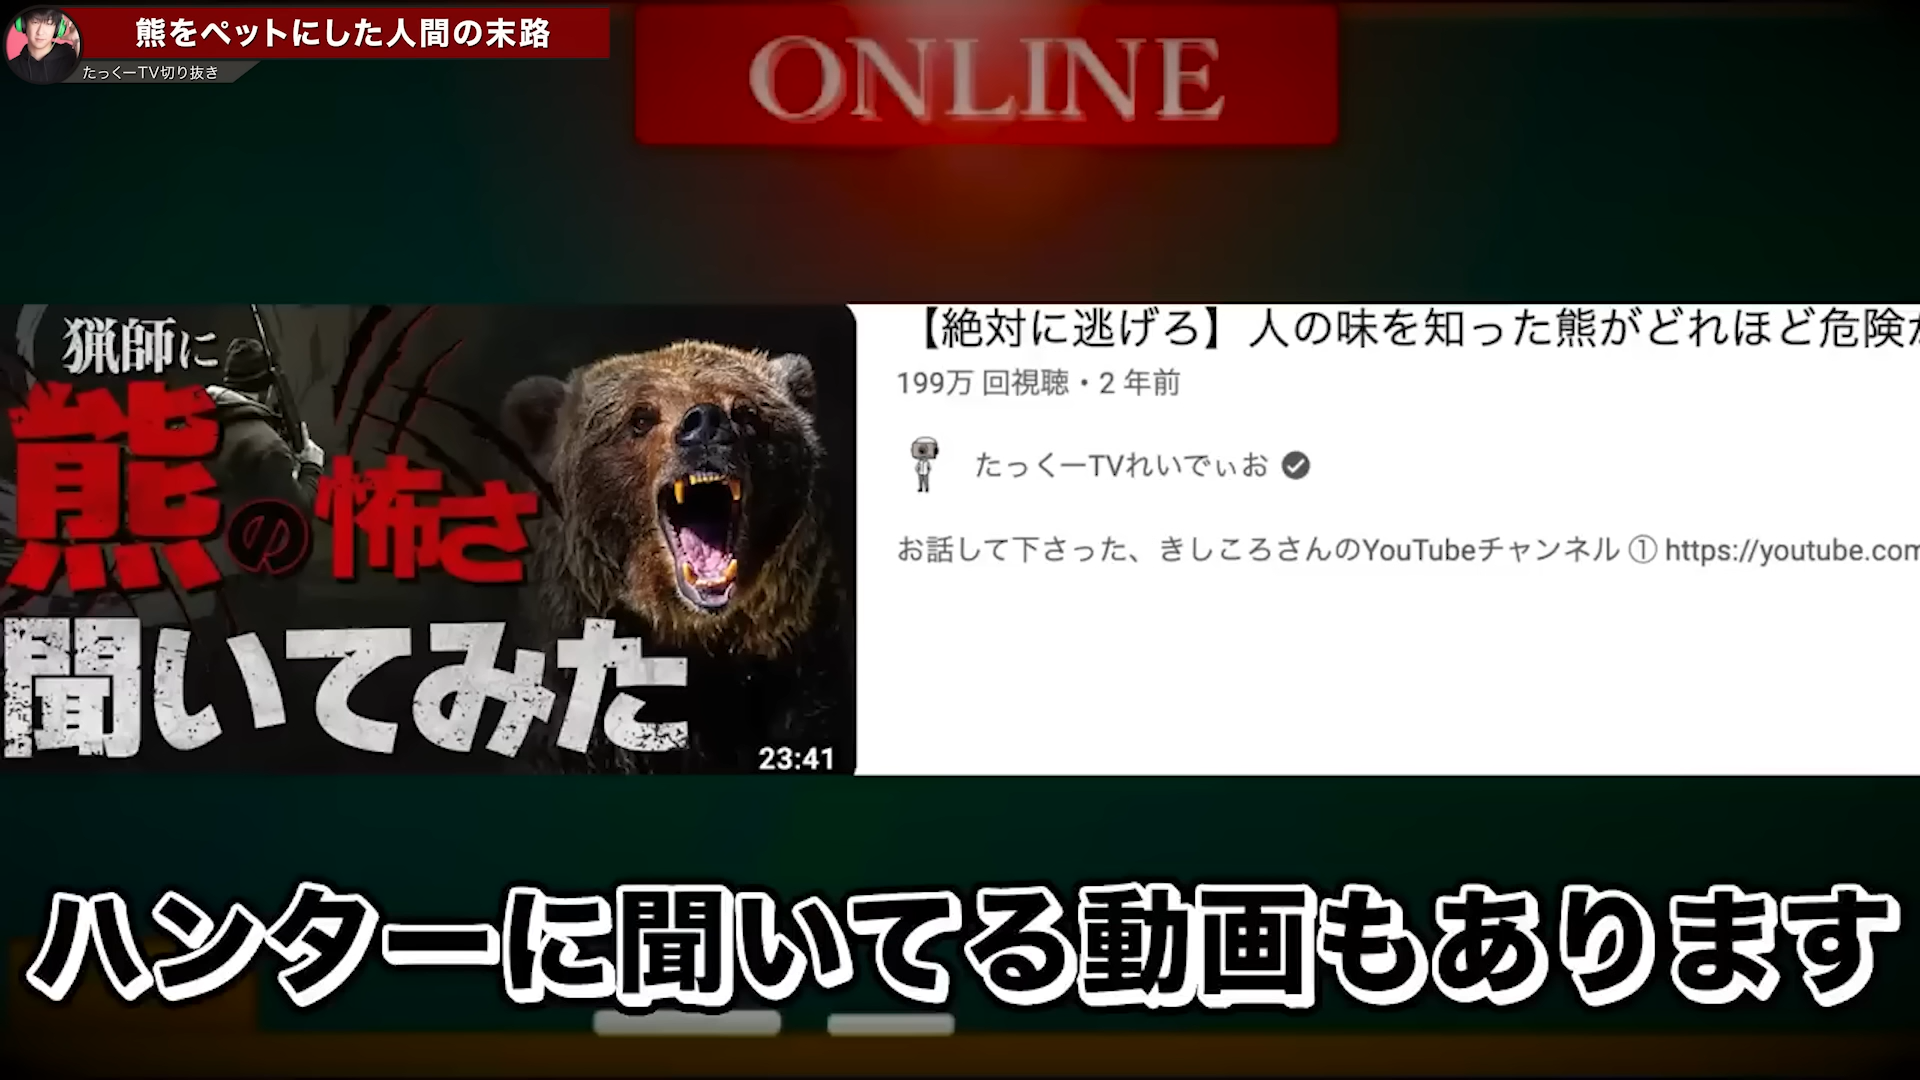 熊をペットにした人間の末路
たっくーTV切り抜き
ONLINE
猟師に
熊の怖さ
聞いてみた
23:41
【絶対に逃げろ】人の味を知った熊がどれほど危険か
199万 回視聴・2 年前
たっくーTVれいでぃお
お話して下さった、きしころさんのYouTubeチャンネル ① https://youtube.com
ハンターに聞いてる動画もあります